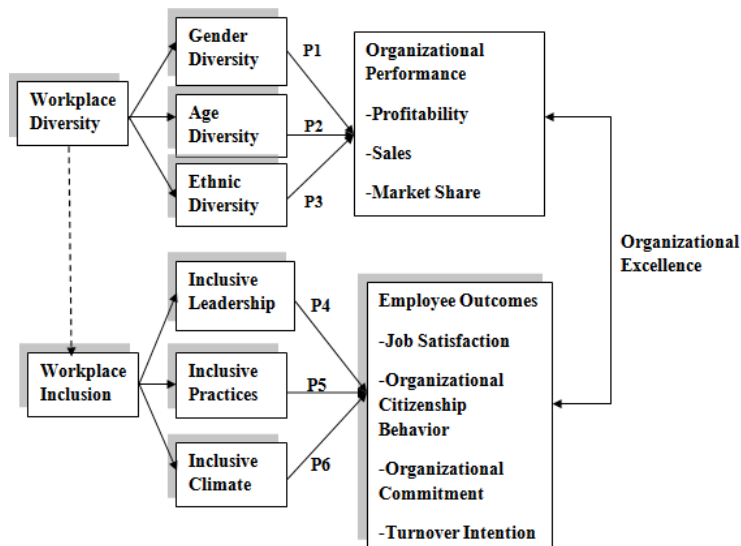 Gender
Diversity
P1
Organizational
Performance
-Profitability
-Sales
-Market Share
Workplace
Diversity
Age
Diversity
P2
Ethnic
Diversity
P3
Organizational
Excellence
Inclusive
Leadership
P4
Employee Outcomes
-Job Satisfaction
-Organizational
Citizenship
Behavior
-Organizational
Commitment
-Turnover Intention
Workplace
Inclusion
Inclusive
Practices
P5
Inclusive
Climate
P6